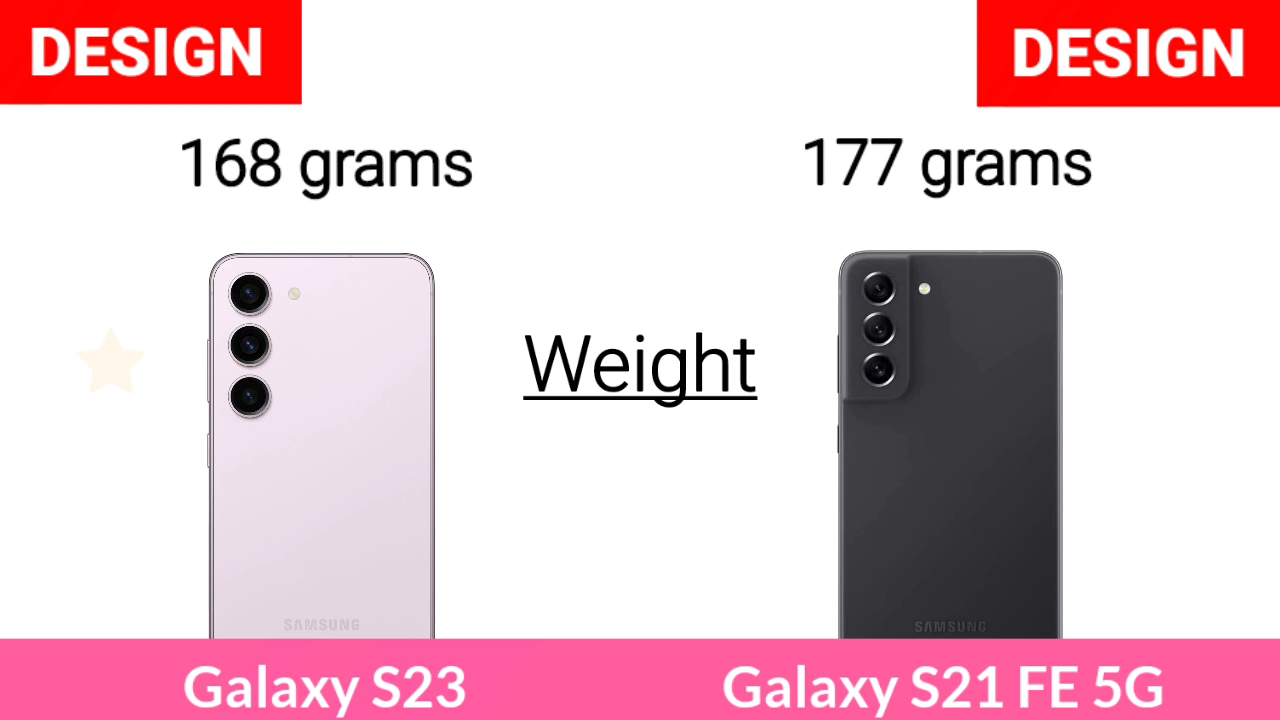 DESIGN
DESIGN
168 grams
177 grams
Weight
SAMSUNG
SAMSUNG
Galaxy S23
Galaxy S21 FE 5G